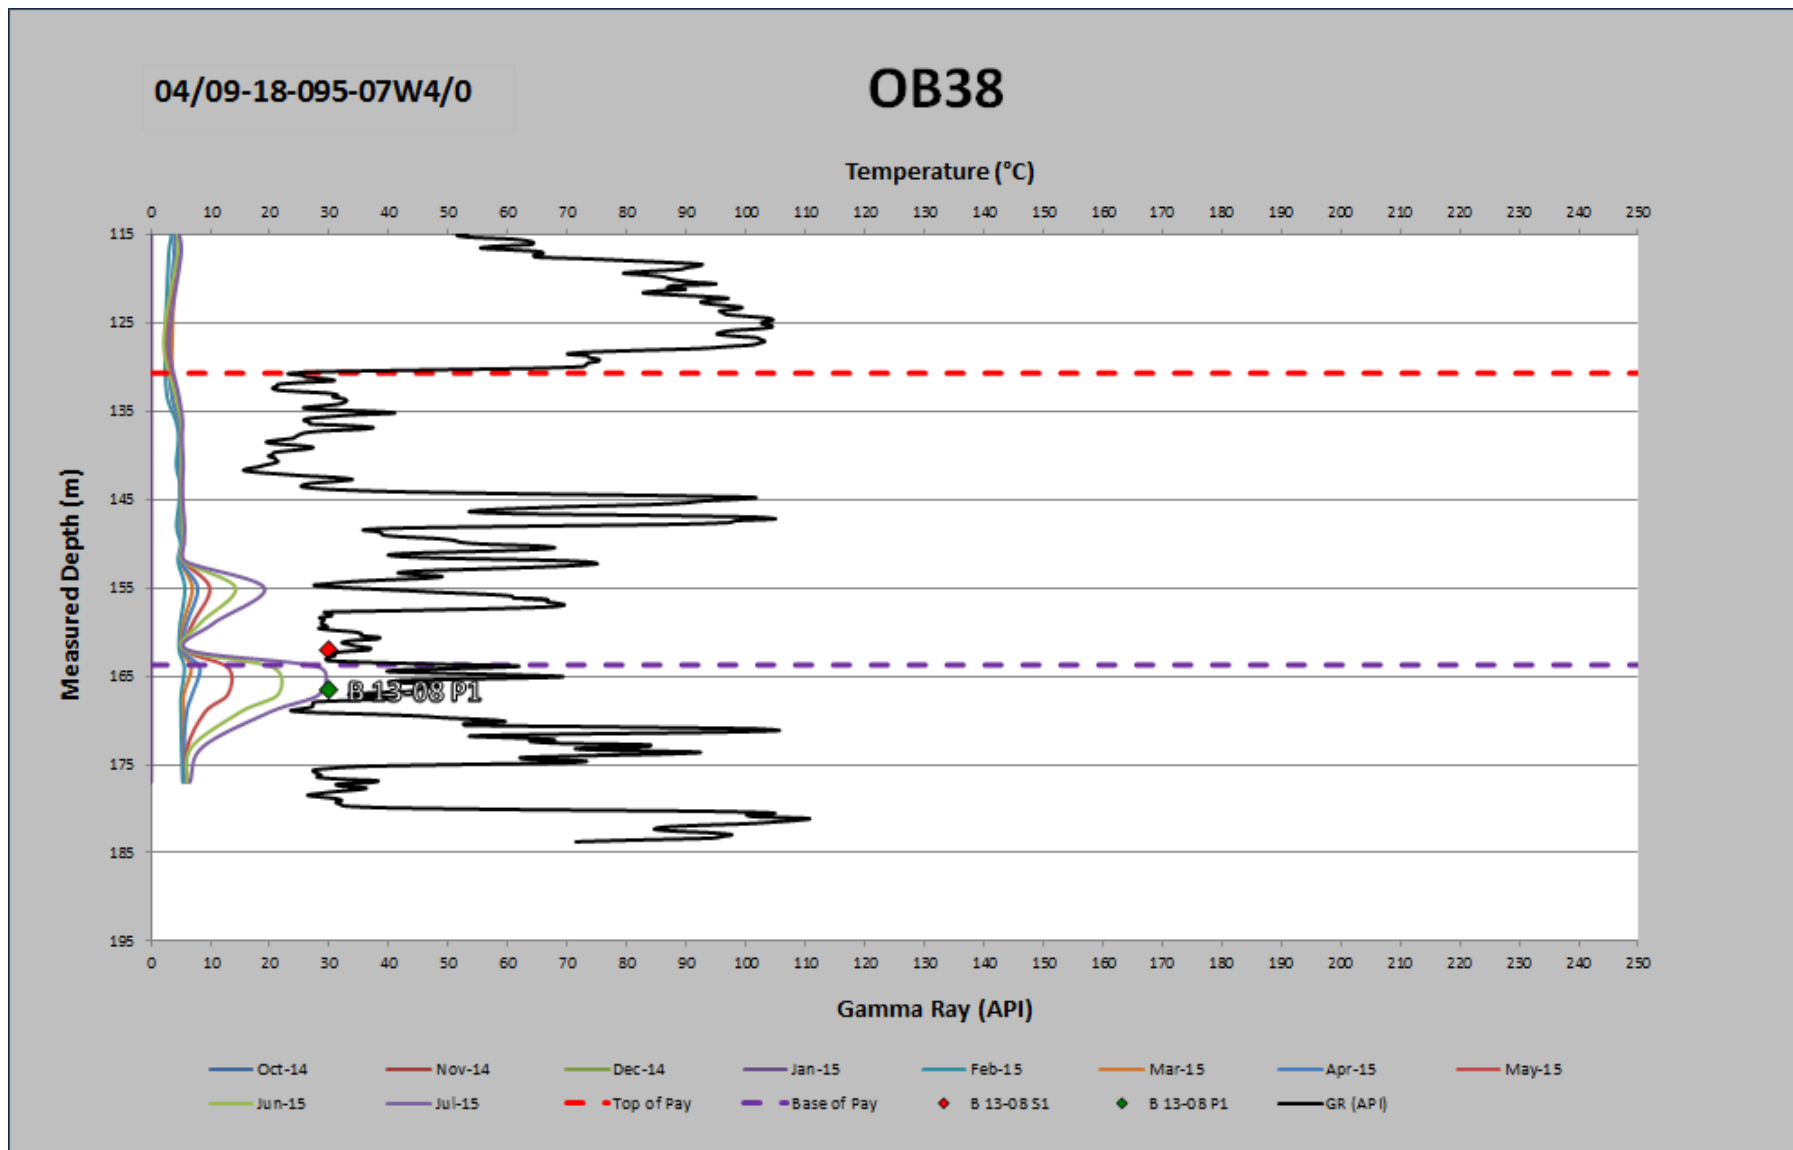 04/09-18-095-07W4/0
OB38
Temperature (°C)
0 10 20 30 40 50 60 70 80 90 100 110 120 130 140 150 160 170 180 190 200 210 220 230 240 250
115
125
135
145
155
165
175
185
195
Measured Depth (m)
B 13-08 P1
0 10 20 30 40 50 60 70 80 90 100 110 120 130 140 150 160 170 180 190 200 210 220 230 240 250
Gamma Ray (API)
Oct-14 Nov-14 Dec-14 Jan-15 Feb-15 Mar-15 Apr-15 May-15
Jun-15 Jul-15 Top of Pay Base of Pay B 13-08 S1 B 13-08 P1 GR (API)